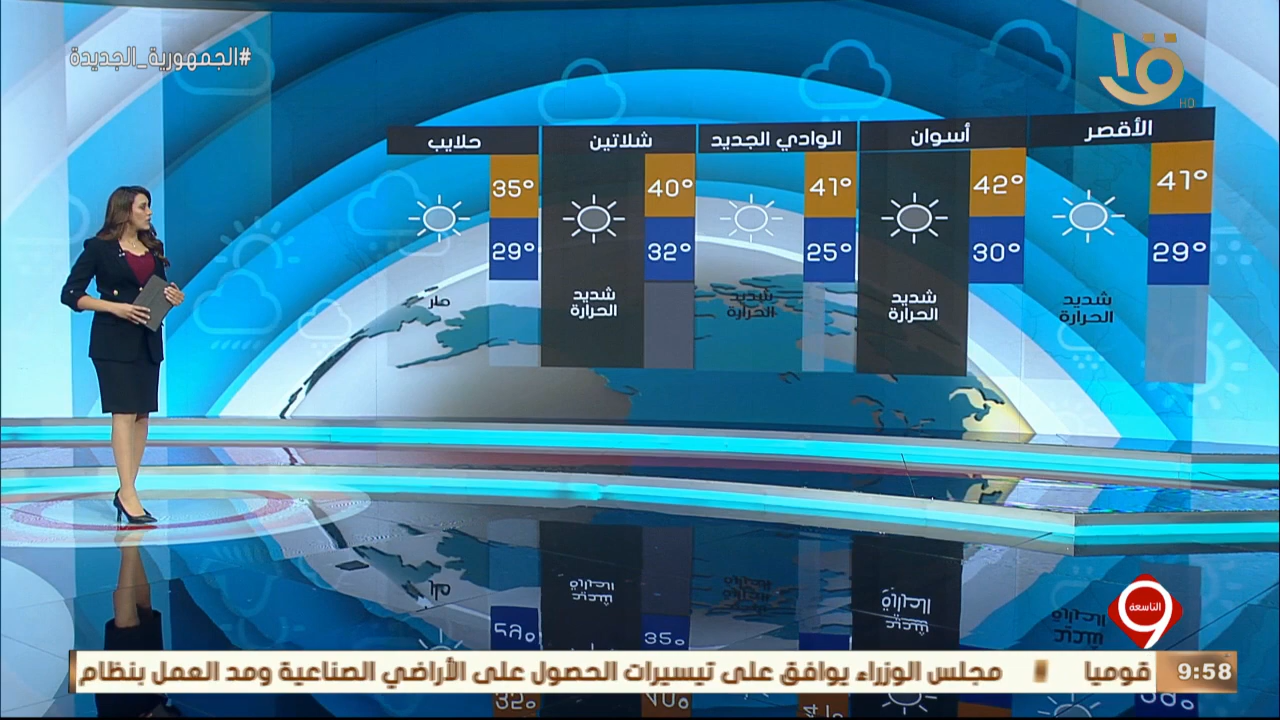 #الجمهورية_الجديدة
HD
الأقصر
41°
29°
شديد
الحرارة
أسوان
42°
30°
شديد
الحرارة
الوادي الجديد
41°
25°
شديد
الحرارة
شلاتين
40°
32°
شديد
الحرارة
حلايب
35°
29°
حار
التاسعة
9
9:58
قوميا
مجلس الوزراء يوافق على تيسيرات الحصول على الأراضي الصناعية ومد العمل بنظام